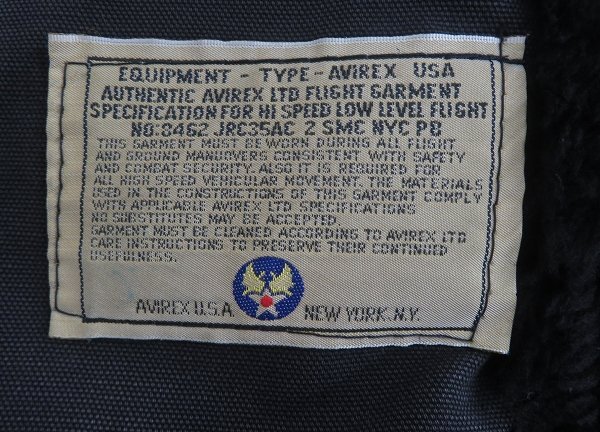 EQUIPMENT - TYPE - AVIREX USA
AUTHENTIC AVIREX LTD FLIGHT GARMENT
SPECIFICATION FOR HI SPEED LOW LEVEL FLIGHT
NO: 8462 JRC35AC 2 SMC NYC PB
THIS GARMENT MUST BE WORN DURING ALL FLIGHT
AND GROUND MANUOVERS CONSISTENT WITH SAFETY
AND COMBAT SECURITY. ALSO IT IS REQUIRED FOR
ALL HIGH SPEED VEHICULAR MOVEMENT. THE MATERIALS
USED IN THE CONSTRUCTIONS OF THIS GARMENT COMPLY
WITH APPLICABLE AVIREX LTD SPECIFICATIONS
NO SUBSTITUTES MAY BE ACCEPTED
GARMENT MUST BE CLEANED ACCORDING TO AVIREX LTD
CARE INSTRUCTIONS TO PRESERVE THEIR CONTINUED
USEFULNESS.
AVIREX U.S.A. NEW YORK. N.Y.